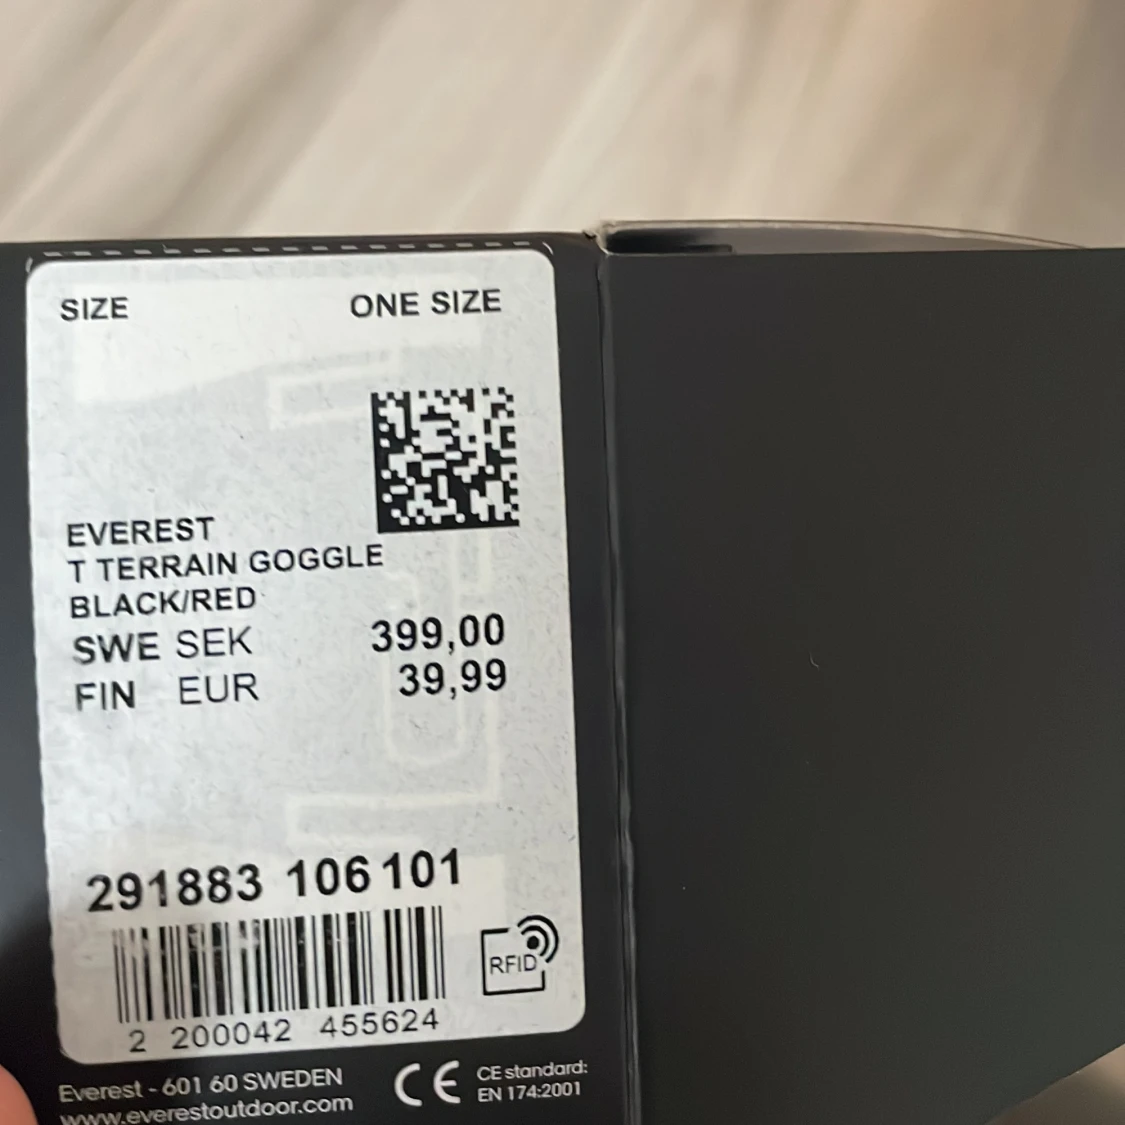 SIZE ONE SIZE
EVEREST
T TERRAIN GOGGLE
BLACK/RED
SWE SEK 399,00
FIN EUR 39,99
291883 106 101
RFID
2 200042 455624
Everest - 601 60 SWEDEN
www.everestoutdoor.com
CE
CE standard:
EN 174:2001